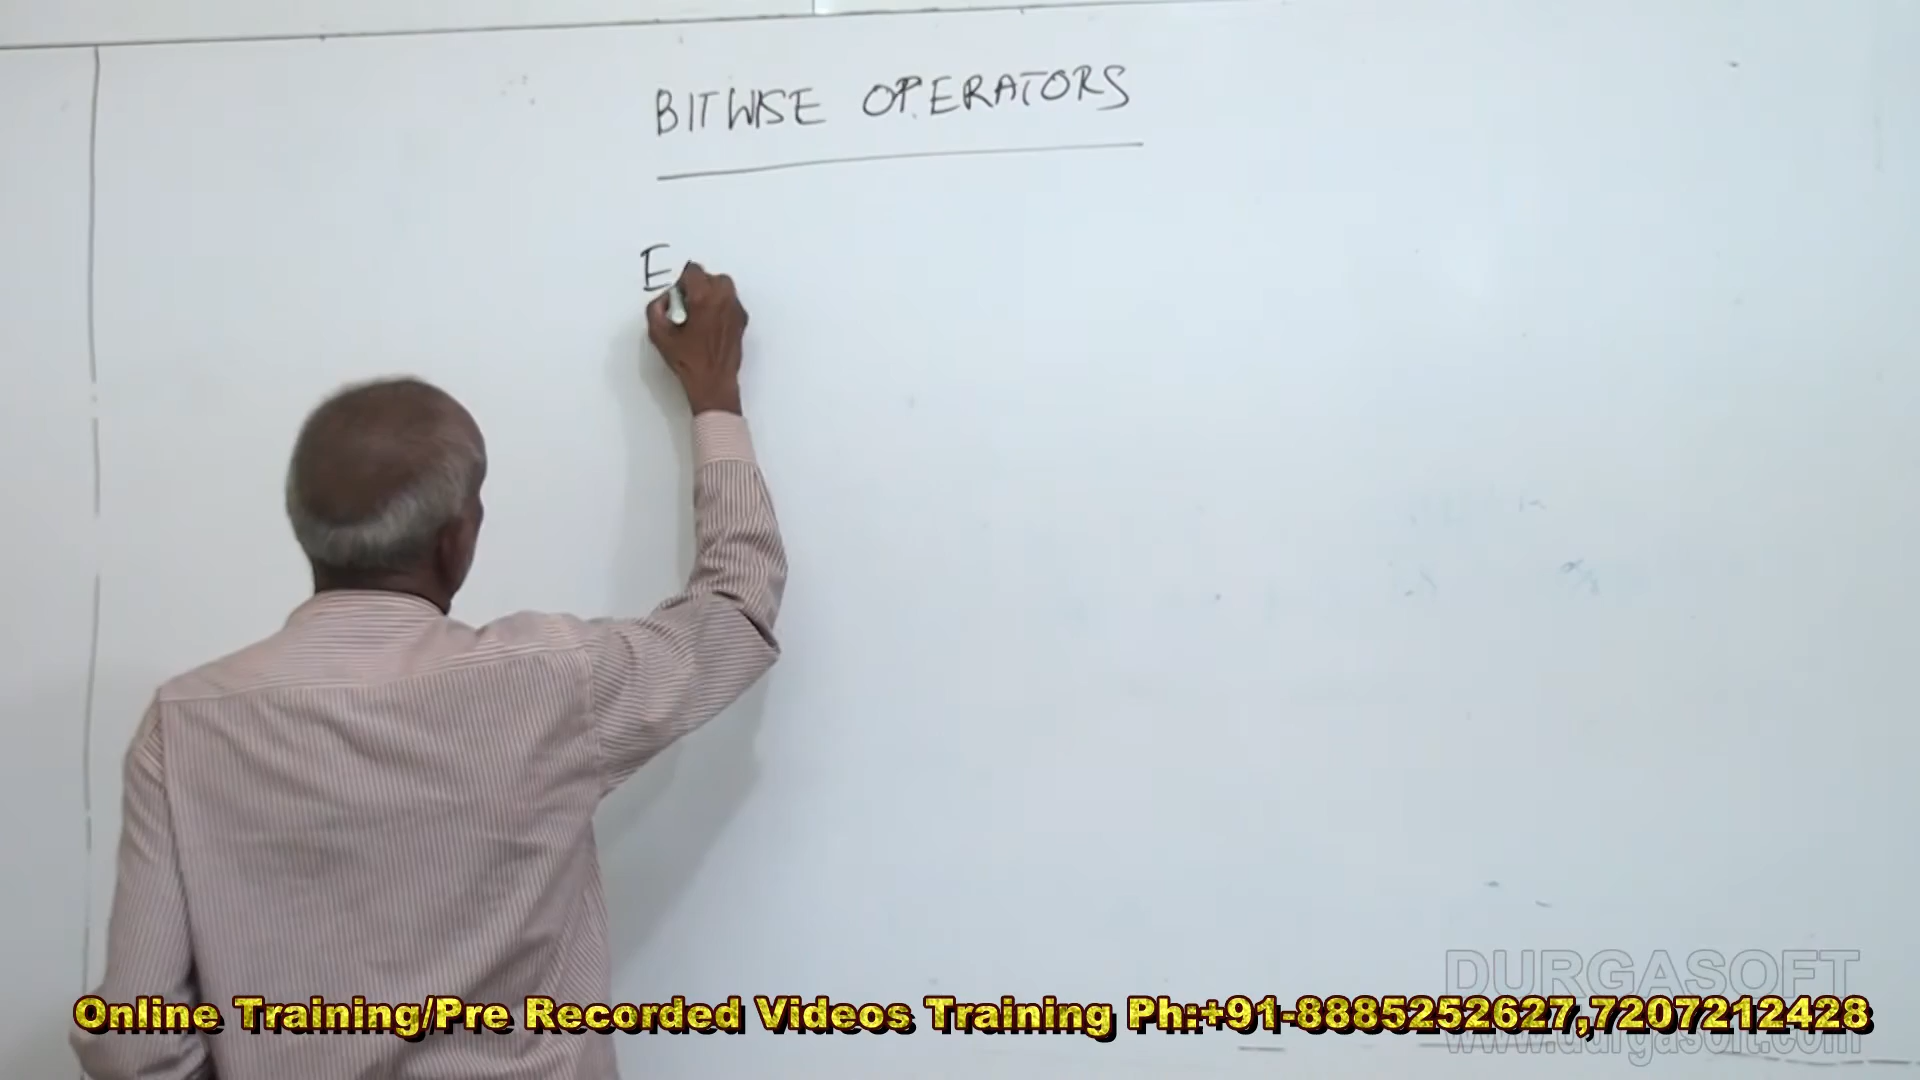 BITWISE OPERATORS
E
DURGASOFT
Online Training/Pre Recorded Videos Training Ph:+91-8885252627,7207212428
www.durgasoft.com